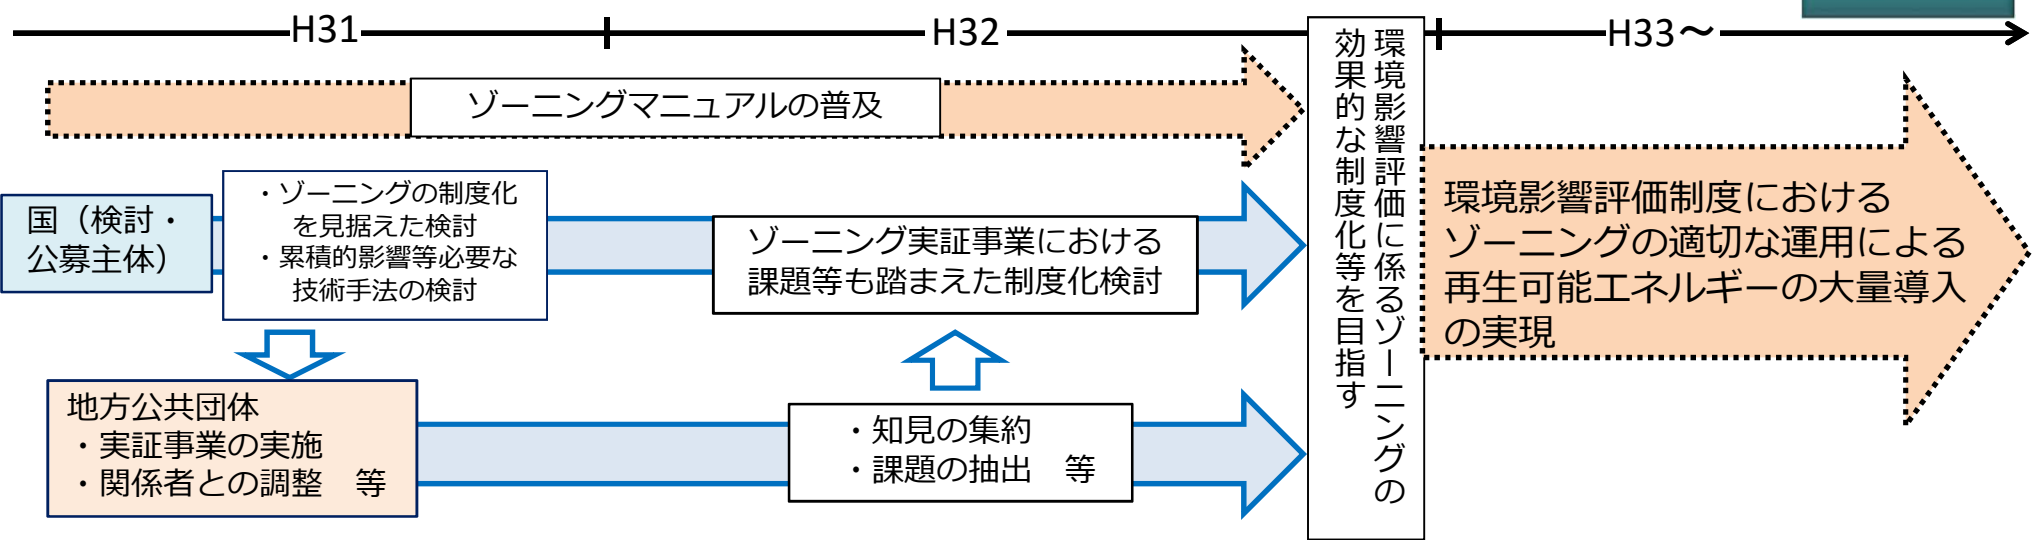 H31
H32
H33～
ゾーニングマニュアルの普及
国（検討・
公募主体）
・ゾーニングの制度化
を見据えた検討
・累積的影響等必要な
技術手法の検討
ゾーニング実証事業における
課題等も踏まえた制度化検討
地方公共団体
・実証事業の実施
・関係者との調整　等
・知見の集約
・課題の抽出　等
環境影響評価に係るゾーニングの
効果的な制度化等を目指す
環境影響評価制度における
ゾーニングの適切な運用による
再生可能エネルギーの大量導入
の実現